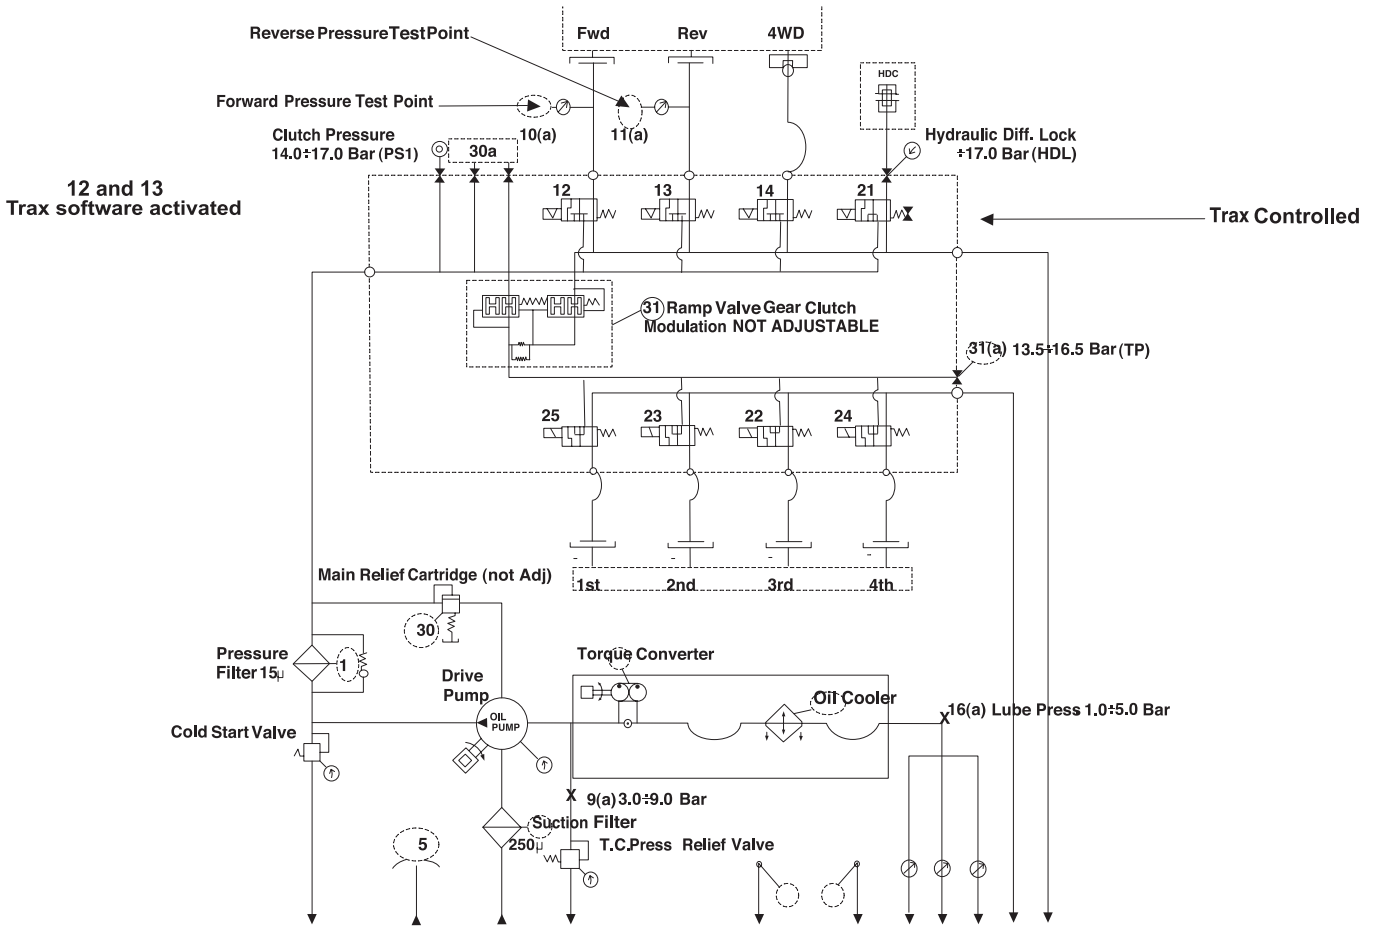 Reverse Pressure Test Point
Fwd
Rev
4WD
HDC
Forward Pressure Test Point
10(a)
11(a)
Clutch Pressure
14.0÷17.0 Bar (PS1)
30a
Hydraulic Diff. Lock
÷17.0 Bar (HDL)
12 and 13
Trax software activated
12
13
14
21
Trax Controlled
31 Ramp Valve Gear Clutch
Modulation NOT ADJUSTABLE
31(a) 13.5÷16.5 Bar (TP)
25
23
22
24
1st
2nd
3rd
4th
Main Relief Cartridge (not Adj)
30
Pressure
Filter 15µ
1
Drive
Pump
OIL
PUMP
Torque Converter
Oil Cooler
16(a) Lube Press 1.0÷5.0 Bar
Cold Start Valve
X
X
9(a) 3.0÷9.0 Bar
Suction Filter
250µ
T.C.Press Relief Valve
5